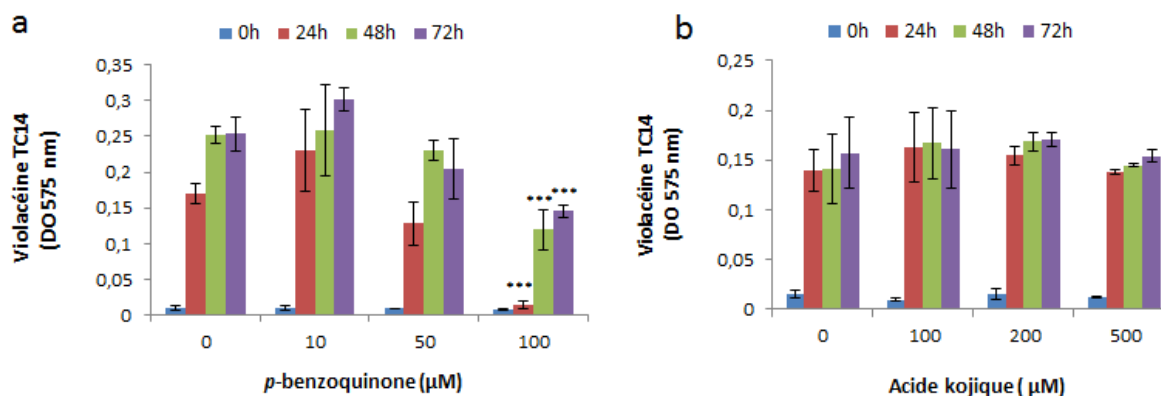 a
0h 24h 48h 72h
Violacéine TC14
(DO 575 nm)
0,35
0,3
0,25
0,2
0,15
0,1
0,05
0
***
***
***
0 10 50 100
p-benzoquinone (µM)
b
0h 24h 48h 72h
Violacéine TC14
(DO 575 nm)
0,2
0,15
0,1
0,05
0
0 100 200 500
Acide kojique ( µM)